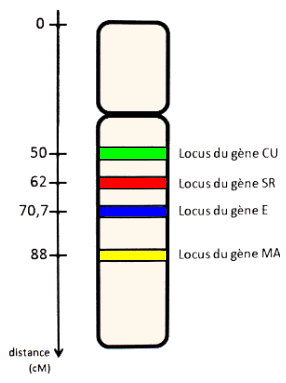 0
50 Locus du gène CU
62 Locus du gène SR
70,7 Locus du gène E
88 Locus du gène MA
distance
(cM)